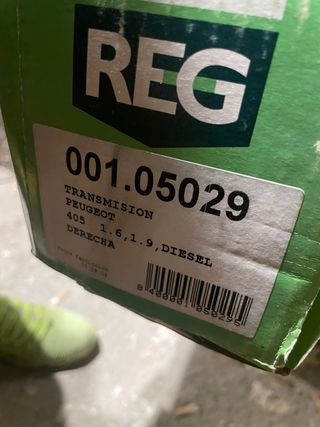 REG
001.05029
TRANSMISION
PEUGEOT
405 1.6,1.9,DIESEL
DERECHA